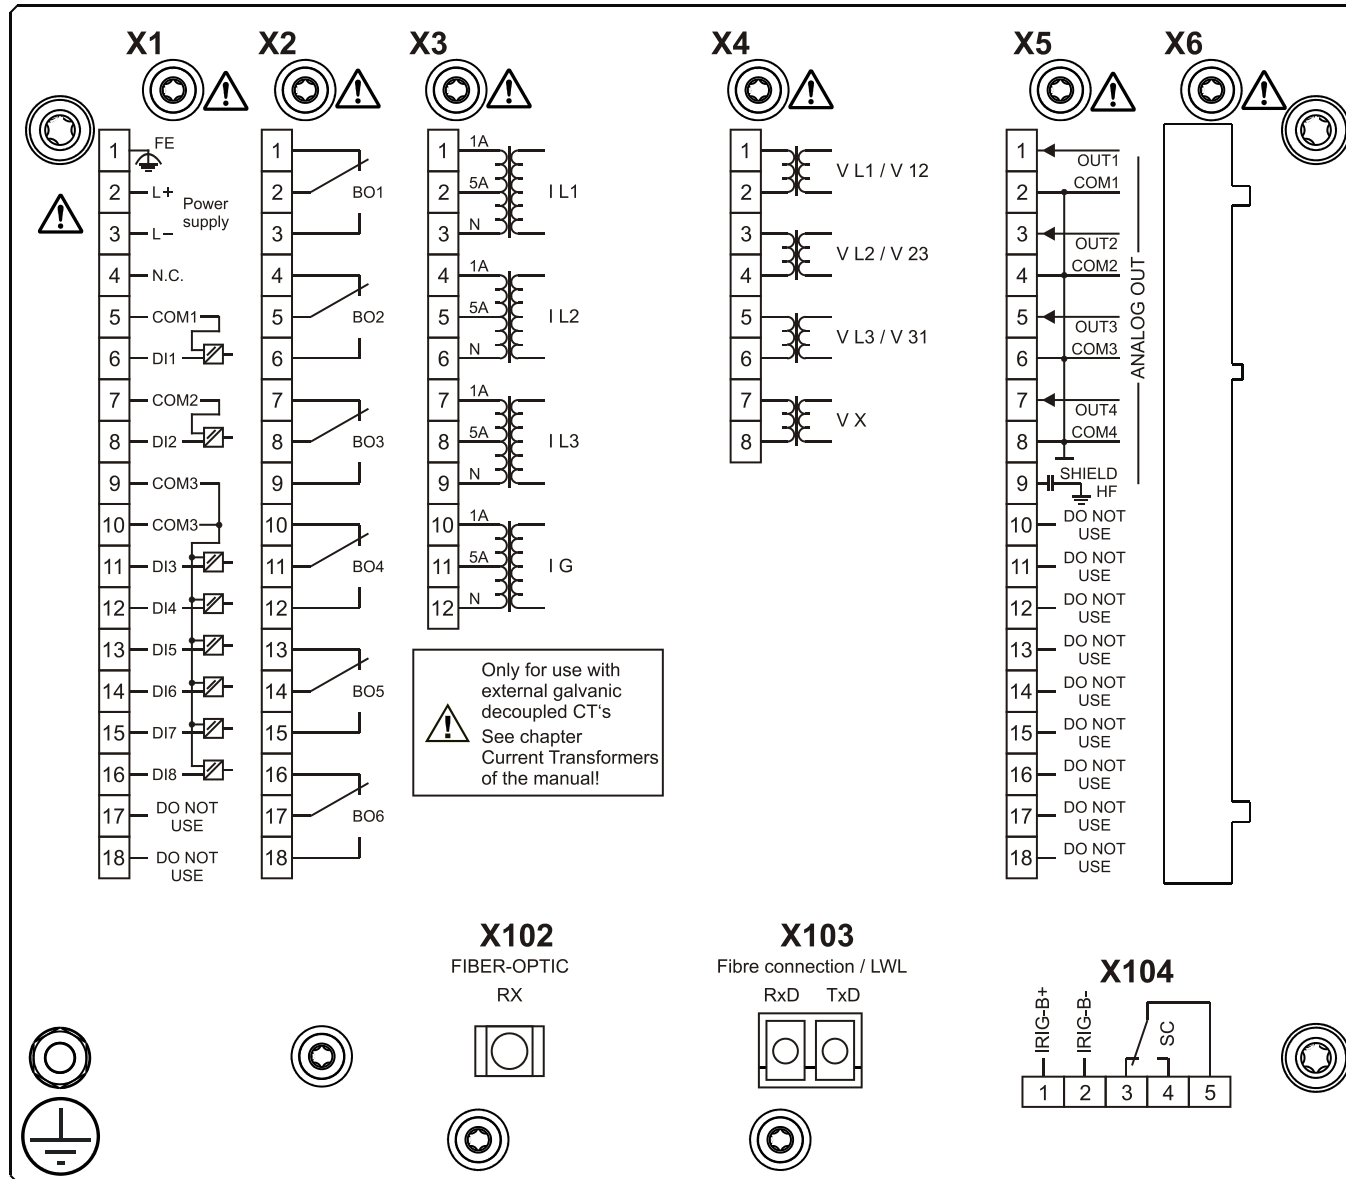 X1
X2
X3
X4
X5
X6
1 FE
2 L+
Power
supply
3 L−
4 N.C.
5 COM1
6 DI1
7 COM2
8 DI2
9 COM3
10 COM3
11 DI3
12 DI4
13 DI5
14 DI6
15 DI7
16 DI8
17 DO NOT
USE
18 DO NOT
USE
1
2 BO1
3
4
5 BO2
6
7
8 BO3
9
10
11 BO4
12
13
14 BO5
15
16
17 BO6
18
1 1A
2 5A I L1
3 N
4 1A
5 5A I L2
6 N
7 1A
8 5A I L3
9 N
10 1A
11 5A I G
12 N
Only for use with
external galvanic
decoupled CT‘s
See chapter
Current Transformers
of the manual!
1
V L1 / V 12
2
3
V L2 / V 23
4
5
V L3 / V 31
6
7
V X
8
1 OUT1
2 COM1
3 OUT2
4 COM2
5 OUT3
6 COM3
7 OUT4
8 COM4
ANALOG OUT
9 SHIELD
HF
10 DO NOT
USE
11 DO NOT
USE
12 DO NOT
USE
13 DO NOT
USE
14 DO NOT
USE
15 DO NOT
USE
16 DO NOT
USE
17 DO NOT
USE
18 DO NOT
USE
X102
FIBER-OPTIC
RX
X103
Fibre connection / LWL
RxD TxD
X104
IRIG-B+
IRIG-B-
SC
1 2 3 4 5